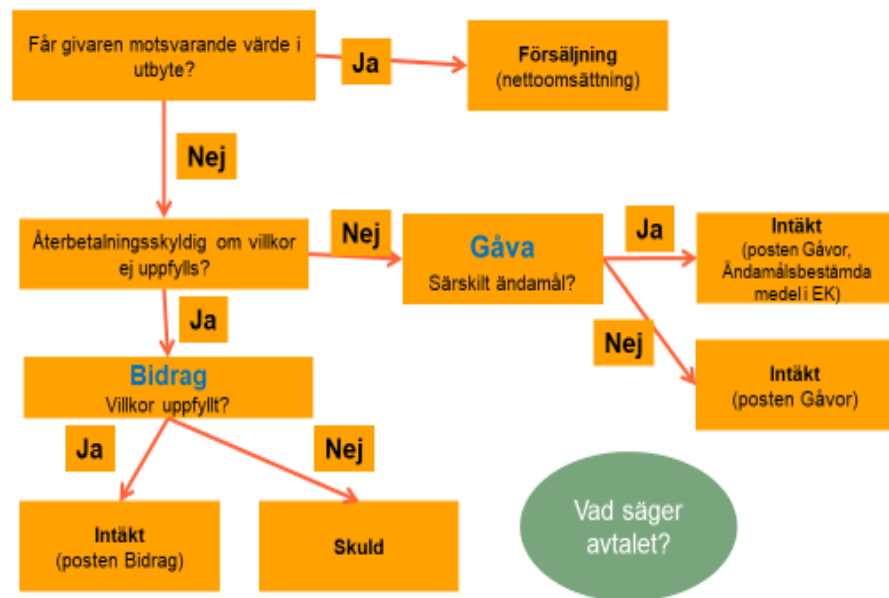 Får givaren motsvarande värde i
utbyte?
Ja
Försäljning
(nettoomsättning)
Nej
Återbetalningsskyldig om villkor
ej uppfylls?
Nej
Gåva
Särskilt ändamål?
Ja
Intäkt
(posten Gåvor,
Ändamålsbestämda
medel i EK)
Ja
Nej
Intäkt
(posten Gåvor)
Bidrag
Villkor uppfyllt?
Ja
Nej
Intäkt
(posten Bidrag)
Skuld
Vad säger
avtalet?